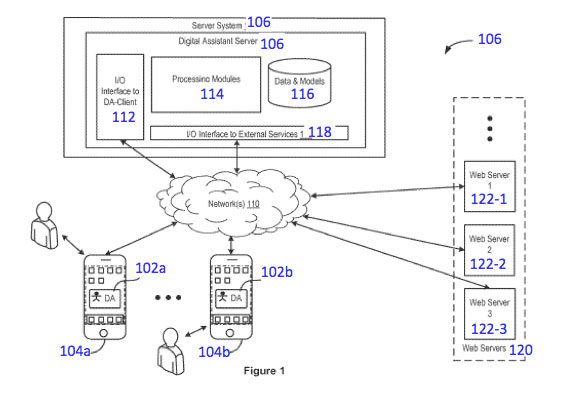 Server System 106
Digital Assistant Server 106
106
I/O
Interface to
DA-Client
112
Processing Modules
114
Data & Models
116
I/O Interface to External Services 118
Network(s) 110
Web Server
1
122-1
Web Server
2
122-2
Web Server
3
122-3
Web Servers 120
102a
DA
102b
DA
104a
104b
Figure 1